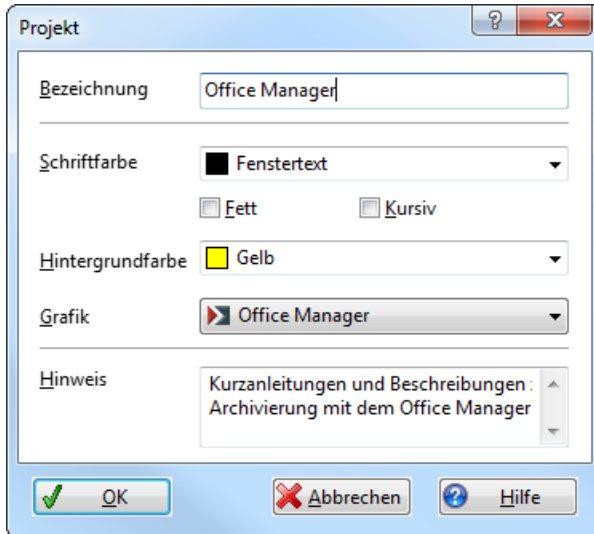 Projekt
Bezeichnung Office Manager
Schriftfarbe Fenstertext
Fett Kursiv
Hintergrundfarbe Gelb
Grafik Office Manager
Hinweis Kurzanleitungen und Beschreibungen
Archivierung mit dem Office Manager
OK Abbrechen Hilfe